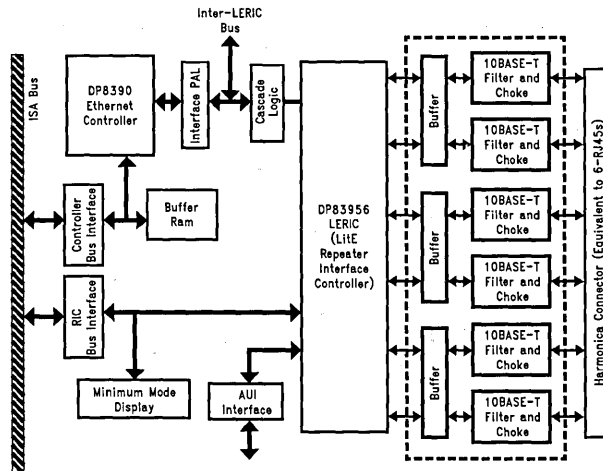 Inter-LERIC
Bus
ISA Bus
DP8390
Ethernet
Controller
Interface PAL
Cascade
Logic
Controller
Bus Interface
Buffer
Ram
RIC
Bus Interface
Minimum Mode
Display
AUI
Interface
DP83956
LERIC
(LitE
Repeater
Interface
Controller)
Buffer
Buffer
Buffer
10BASE-T
Filter and
Choke
10BASE-T
Filter and
Choke
10BASE-T
Filter and
Choke
10BASE-T
Filter and
Choke
10BASE-T
Filter and
Choke
10BASE-T
Filter and
Choke
Harmonica Connector (Equivalent to 6-RJ45s)